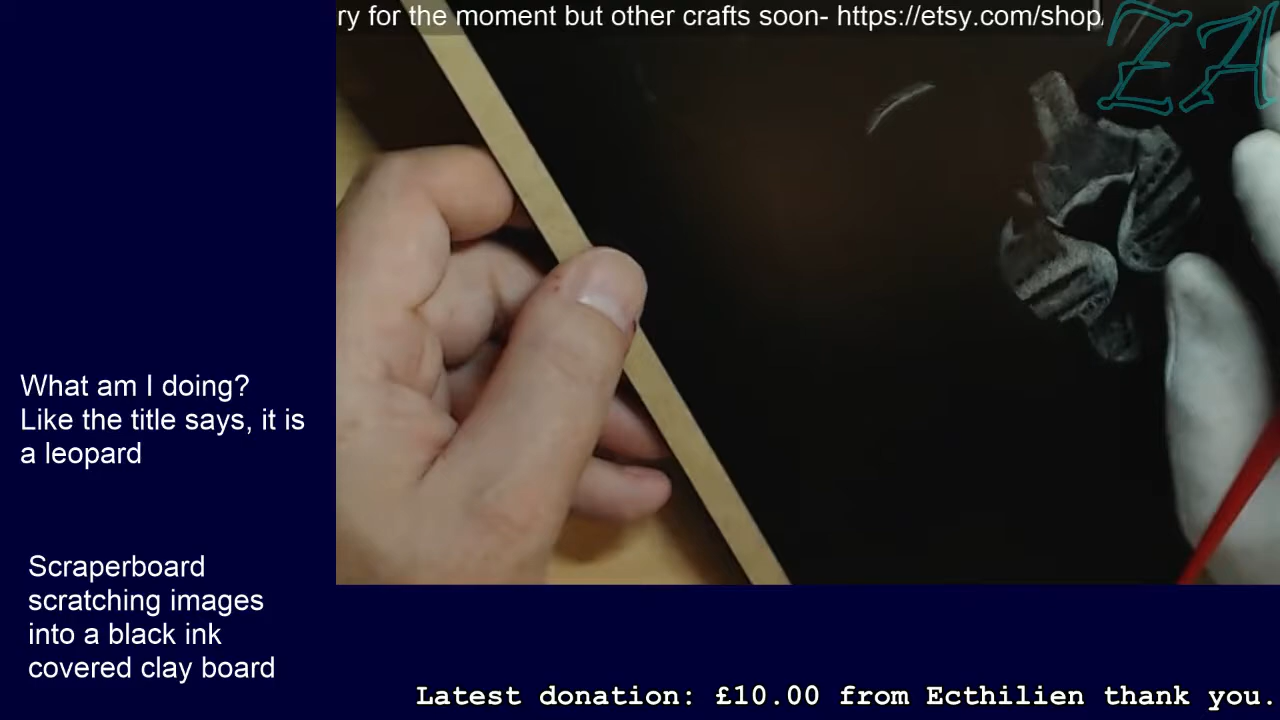 ry for the moment but other crafts soon- https://etsy.com/shop/
ZA
What am I doing?
Like the title says, it is
a leopard
Scraperboard
scratching images
into a black ink
covered clay board
Latest donation: £10.00 from Ecthilien thank you.